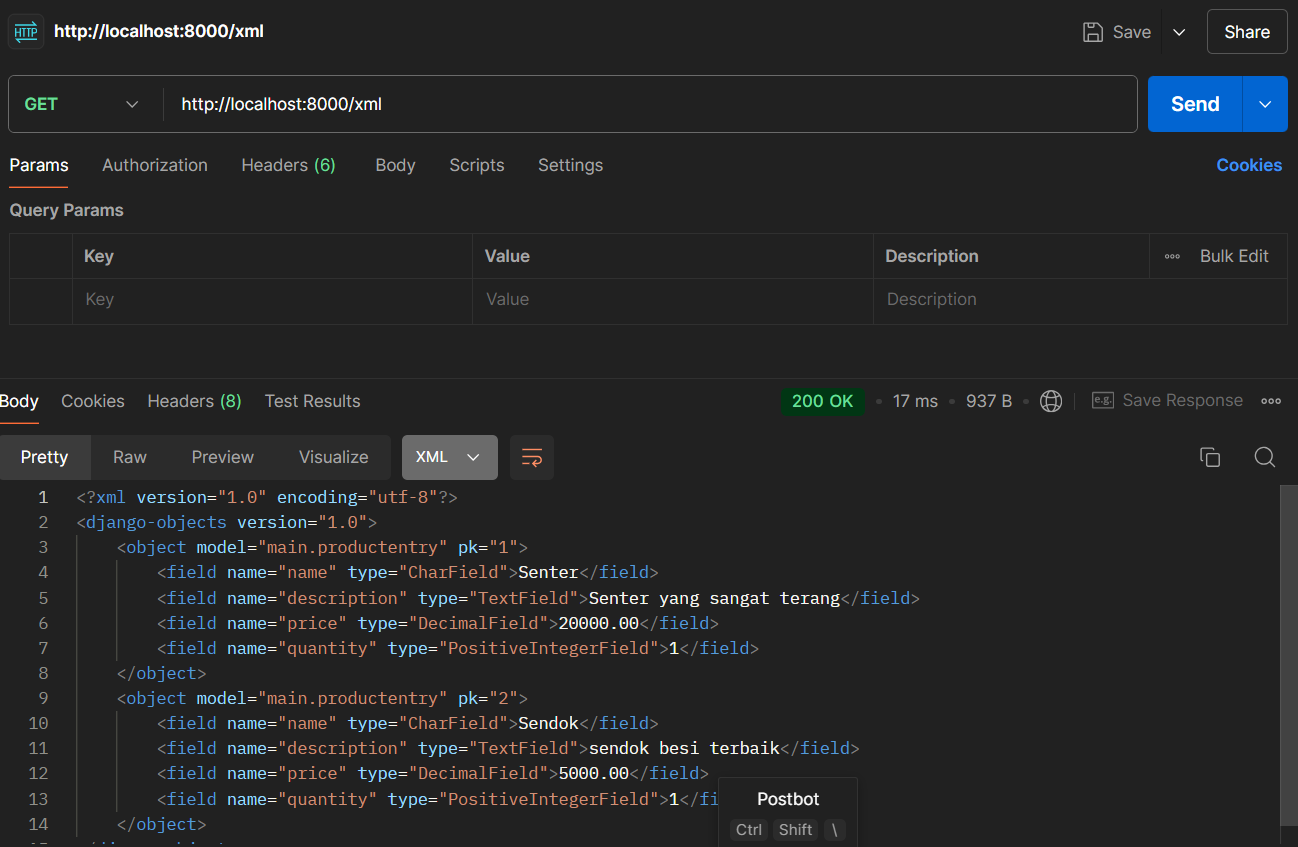 HTTP http://localhost:8000/xml Save Share
GET http://localhost:8000/xml Send
Params Authorization Headers (6) Body Scripts Settings Cookies
Query Params
Key Value Description Bulk Edit
Key Value Description
Body Cookies Headers (8) Test Results 200 OK 17 ms 937 B e.g. Save Response
Pretty Raw Preview Visualize XML
1 <?xml version="1.0" encoding="utf-8"?>
2 <django-objects version="1.0">
3 <object model="main.productentry" pk="1">
4 <field name="name" type="CharField">Senter</field>
5 <field name="description" type="TextField">Senter yang sangat terang</field>
6 <field name="price" type="DecimalField">20000.00</field>
7 <field name="quantity" type="PositiveIntegerField">1</field>
8 </object>
9 <object model="main.productentry" pk="2">
10 <field name="name" type="CharField">Sendok</field>
11 <field name="description" type="TextField">sendok besi terbaik</field>
12 <field name="price" type="DecimalField">5000.00</field>
13 <field name="quantity" type="PositiveIntegerField">1</fi
14 </object>
Postbot
Ctrl Shift \